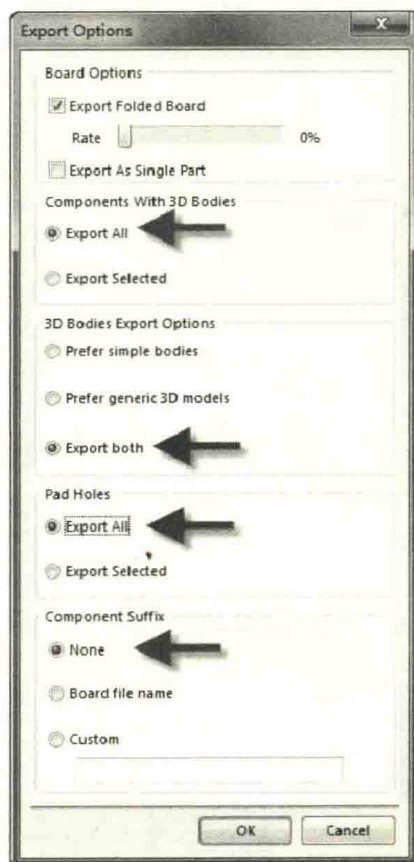 Export Options
Board Options
Export Folded Board
Rate 0%
Export As Single Part
Components With 3D Bodies
Export All
Export Selected
3D Bodies Export Options
Prefer simple bodies
Prefer generic 3D models
Export both
Pad Holes
Export All
Export Selected
Component Suffix
None
Board file name
Custom
OK Cancel